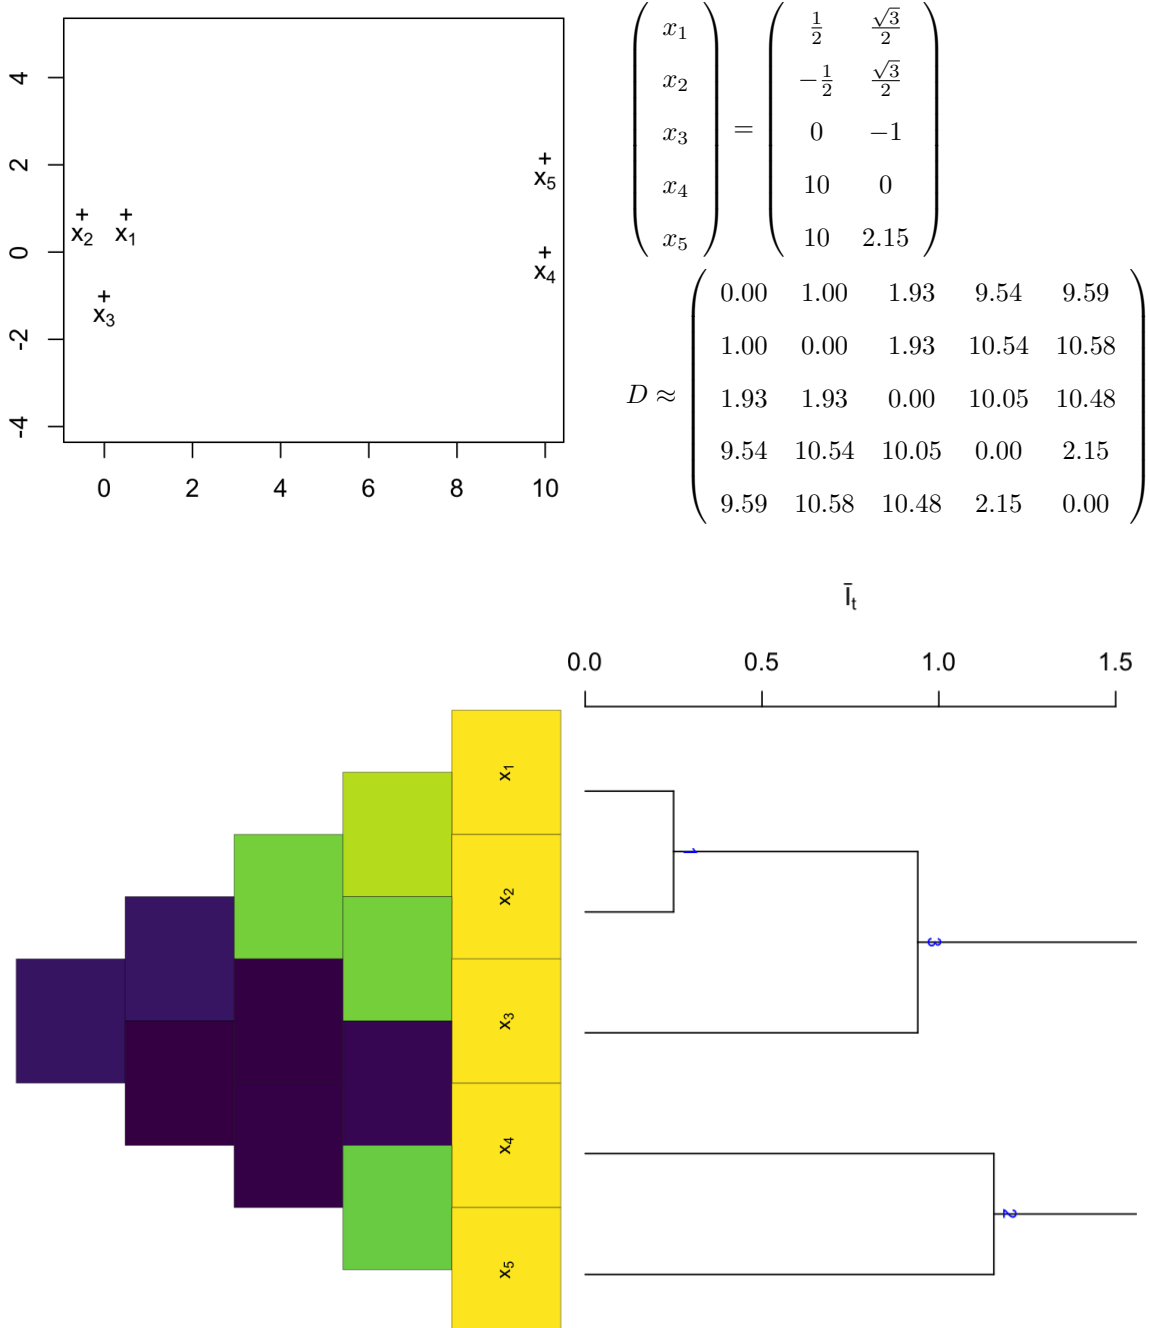 4
2
0
-2
-4
0 2 4 6 8 10
+ x₁
+ x₂
+ x₃
+ x₄
+ x₅
x₁ = 1/2 √3/2
x₂ −1/2 √3/2
x₃ 0 −1
x₄ 10 0
x₅ 10 2.15
D ≈
0.00 1.00 1.93 9.54 9.59
1.00 0.00 1.93 10.54 10.58
1.93 1.93 0.00 10.05 10.48
9.54 10.54 10.05 0.00 2.15
9.59 10.58 10.48 2.15 0.00
Ī_t
0.0 0.5 1.0 1.5
x₁
x₂
x₃
x₄
x₅
1
3
2